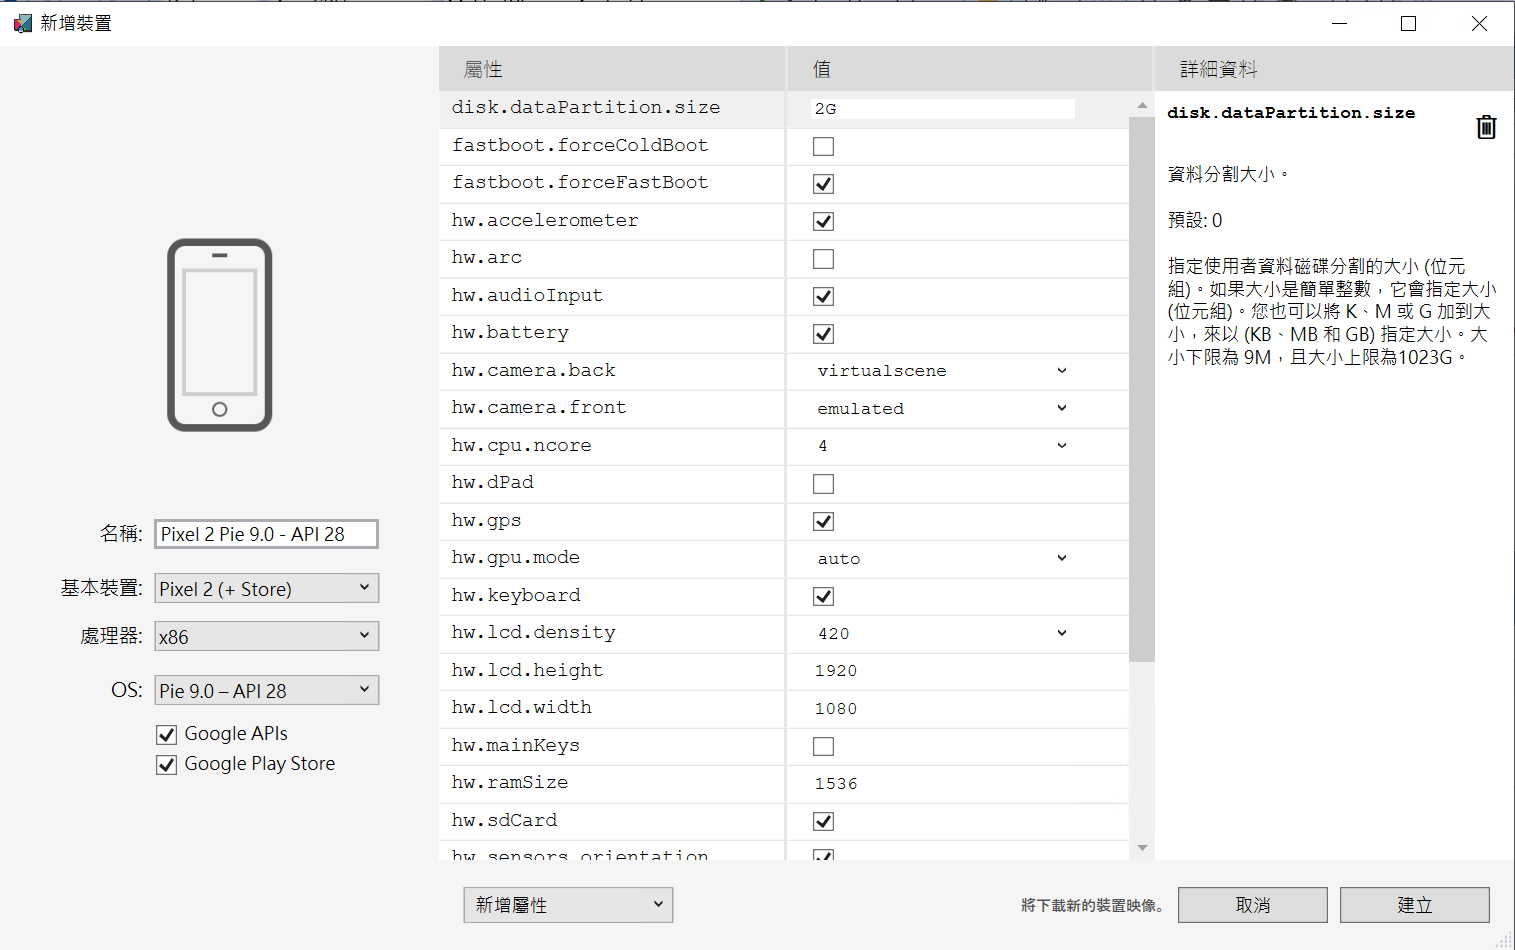 新增裝置
屬性
值
詳細資料
disk.dataPartition.size
2G
fastboot.forceColdBoot
fastboot.forceFastBoot
hw.accelerometer
hw.arc
hw.audioInput
hw.battery
hw.camera.back
virtualscene
hw.camera.front
emulated
hw.cpu.ncore
4
hw.dPad
hw.gps
hw.gpu.mode
auto
hw.keyboard
hw.lcd.density
420
hw.lcd.height
1920
hw.lcd.width
1080
hw.mainKeys
hw.ramSize
1536
hw.sdCard
hw.sensors.orientation
disk.dataPartition.size
資料分割大小。
預設: 0
指定使用者資料磁碟分割的大小 (位元
組)。如果大小是簡單整數，它會指定大小
(位元組)。您也可以將 K、M 或 G 加到大
小，來以 (KB、MB 和 GB) 指定大小。大
小下限為 9M，且大小上限為1023G。
名稱: Pixel 2 Pie 9.0 - API 28
基本裝置: Pixel 2 (+ Store)
處理器: x86
OS: Pie 9.0 – API 28
Google APIs
Google Play Store
新增屬性
將下載新的裝置映像。
取消
建立